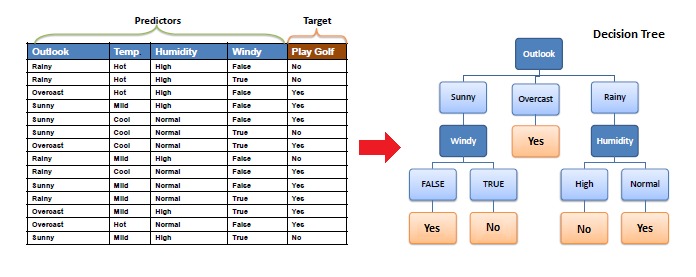 Predictors Target
Outlook Temp. Humidity Windy Play Golf
Rainy Hot High False No
Rainy Hot High True No
Overoast Hot High False Yes
Sunny Mild High False Yes
Sunny Cool Normal False Yes
Sunny Cool Normal True No
Overoast Cool Normal True Yes
Rainy Mild High False No
Rainy Cool Normal False Yes
Sunny Mild Normal False Yes
Rainy Mild Normal True Yes
Overoast Mild High True Yes
Overoast Hot Normal False Yes
Sunny Mild High True No
Decision Tree
Outlook
Sunny Overcast Rainy
Windy Yes Humidity
FALSE TRUE High Normal
Yes No No Yes